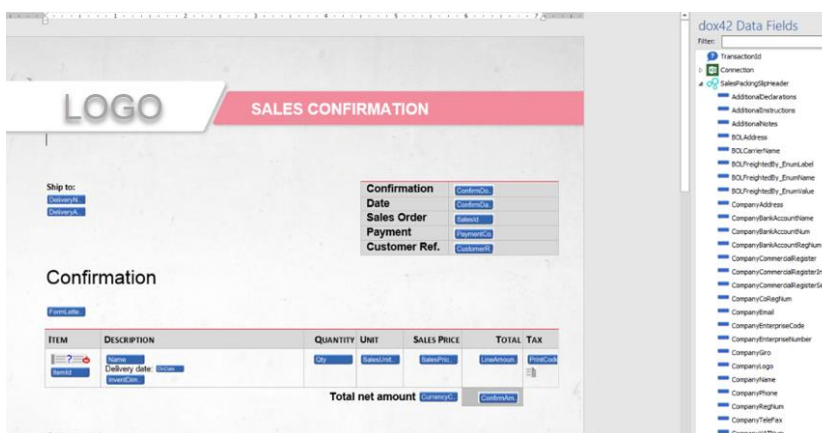 dox42 Data Fields
Filter:
TransactionId
Connection
SalesPackingSlipHeader
AdditionalDeclarations
AdditionalInstructions
AdditionalNotes
BOLAddress
BOLCarrierName
BOLFreightedBy_EnumLabel
BOLFreightedBy_EnumName
BOLFreightedBy_EnumValue
CompanyAddress
CompanyBankAccountName
CompanyBankAccountNum
CompanyBankAccountRegNum
CompanyCommercialRegister
CompanyCommercialRegisterIn
CompanyCommercialRegisterSe
CompanyCoRegNum
CompanyEmail
CompanyEnterpriseCode
CompanyEnterpriseNumber
CompanyGiro
CompanyLogo
CompanyName
CompanyPhone
CompanyRegNum
CompanyTeleFax
LOGO
SALES CONFIRMATION
Ship to:
DeliveryN...
DeliveryA...
Confirmation ConfirmDo...
Date ConfirmDa...
Sales Order SalesId
Payment PaymentCo
Customer Ref. CustomerR
Confirmation
FormLette...
ITEM DESCRIPTION QUANTITY UNIT SALES PRICE TOTAL TAX
?
Name Qty SalesUnit... SalesPric... LineAmoun... PrintCode
ItemId Delivery date:
InventDim...
Total net amount CurrencyC... ConfirmAm...